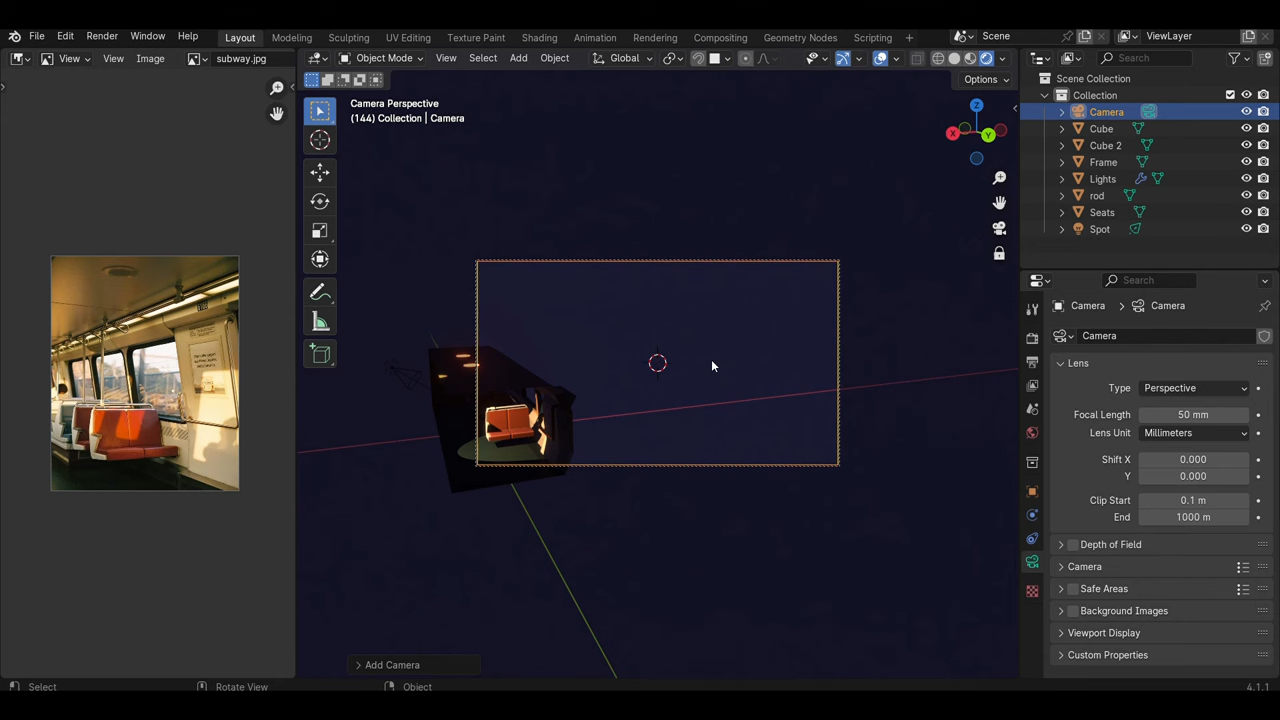 File Edit Render Window Help Layout Modeling Sculpting UV Editing Texture Paint Shading Animation Rendering Compositing Geometry Nodes Scripting + Scene ViewLayer
View View Image subway.jpg Object Mode View Select Add Object Global Search
Options
Camera Perspective
(144) Collection | Camera
X Y Z
Scene Collection
Collection
Camera
Cube
Cube 2
Frame
Lights
rod
Seats
Spot
Search
Camera Camera
Camera
Lens
Type Perspective
Focal Length 50 mm
Lens Unit Millimeters
Shift X 0.000
Y 0.000
Clip Start 0.1 m
End 1000 m
Depth of Field
Camera
Safe Areas
Background Images
Viewport Display
Custom Properties
Add Camera
Select Rotate View Object 4.1.1